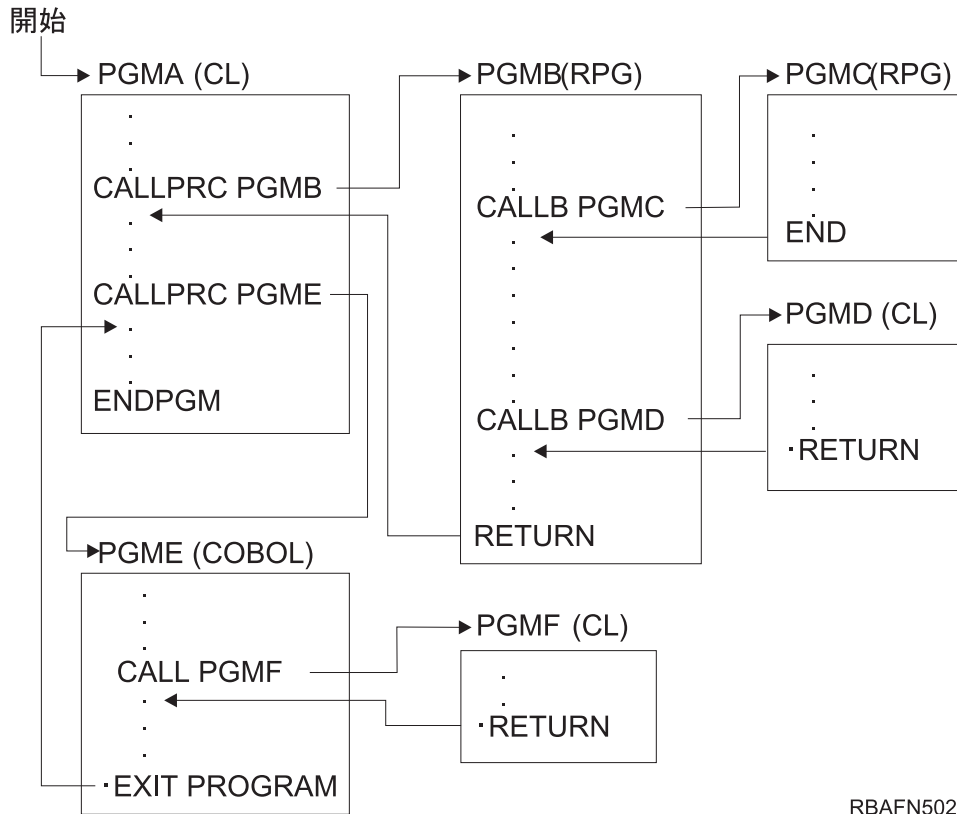 開始
PGMA (CL)
CALLPRC PGMB
CALLPRC PGME
ENDPGM
PGMB(RPG)
CALLB PGMC
CALLB PGMD
RETURN
PGMC(RPG)
END
PGMD (CL)
RETURN
PGME (COBOL)
CALL PGMF
EXIT PROGRAM
PGMF (CL)
RETURN
RBAFN502